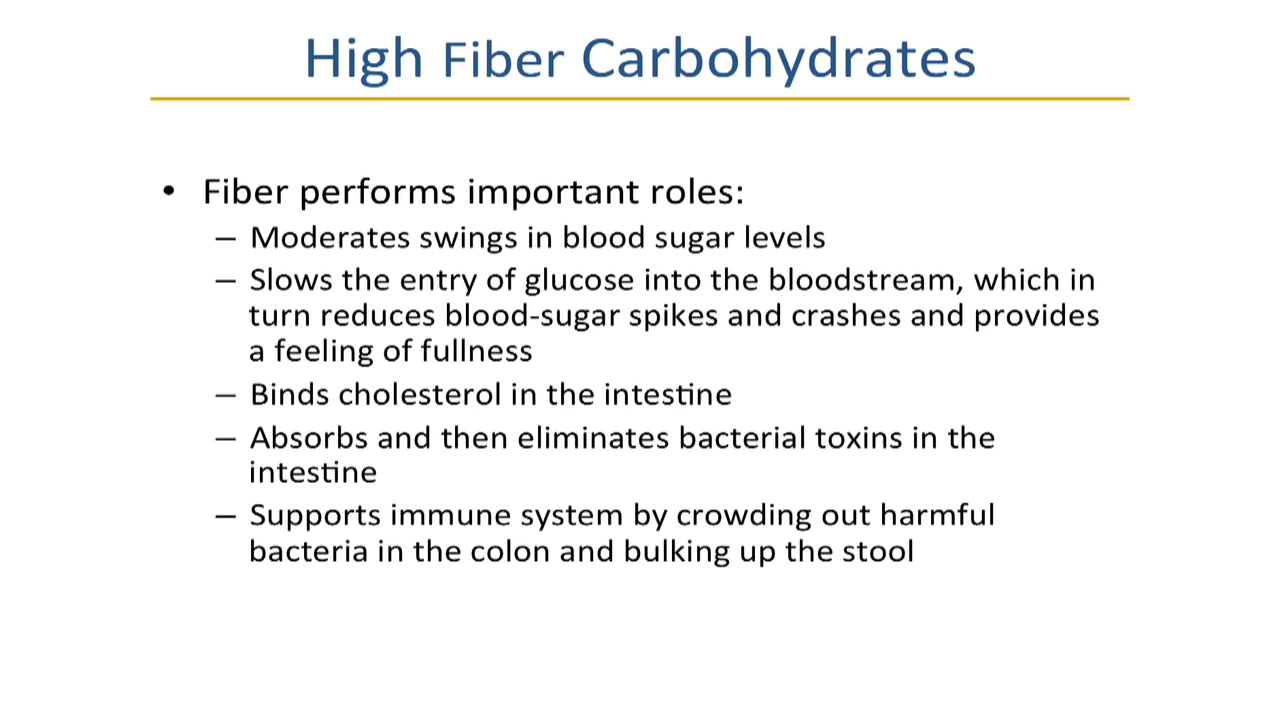 High Fiber Carbohydrates
• Fiber performs important roles:
– Moderates swings in blood sugar levels
– Slows the entry of glucose into the bloodstream, which in
turn reduces blood-sugar spikes and crashes and provides
a feeling of fullness
– Binds cholesterol in the intestine
– Absorbs and then eliminates bacterial toxins in the
intestine
– Supports immune system by crowding out harmful
bacteria in the colon and bulking up the stool